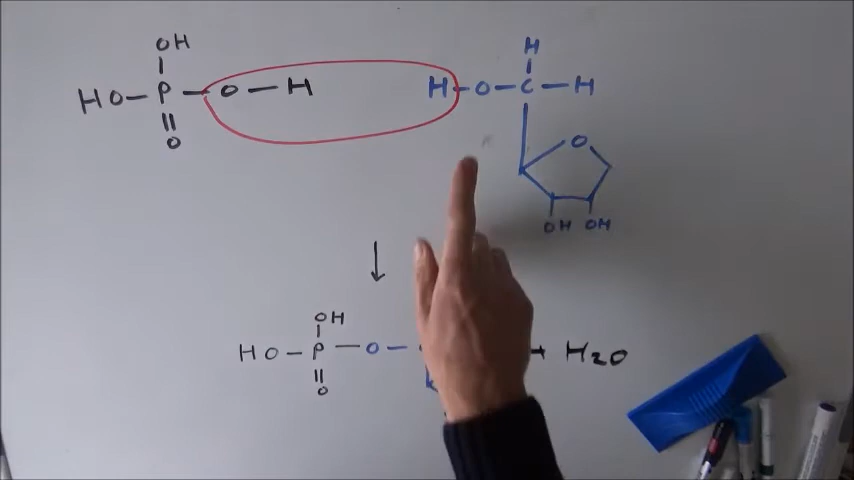 OH H
HO P O H H O C H
O O
OH OH
OH
HO P O + H2O
O